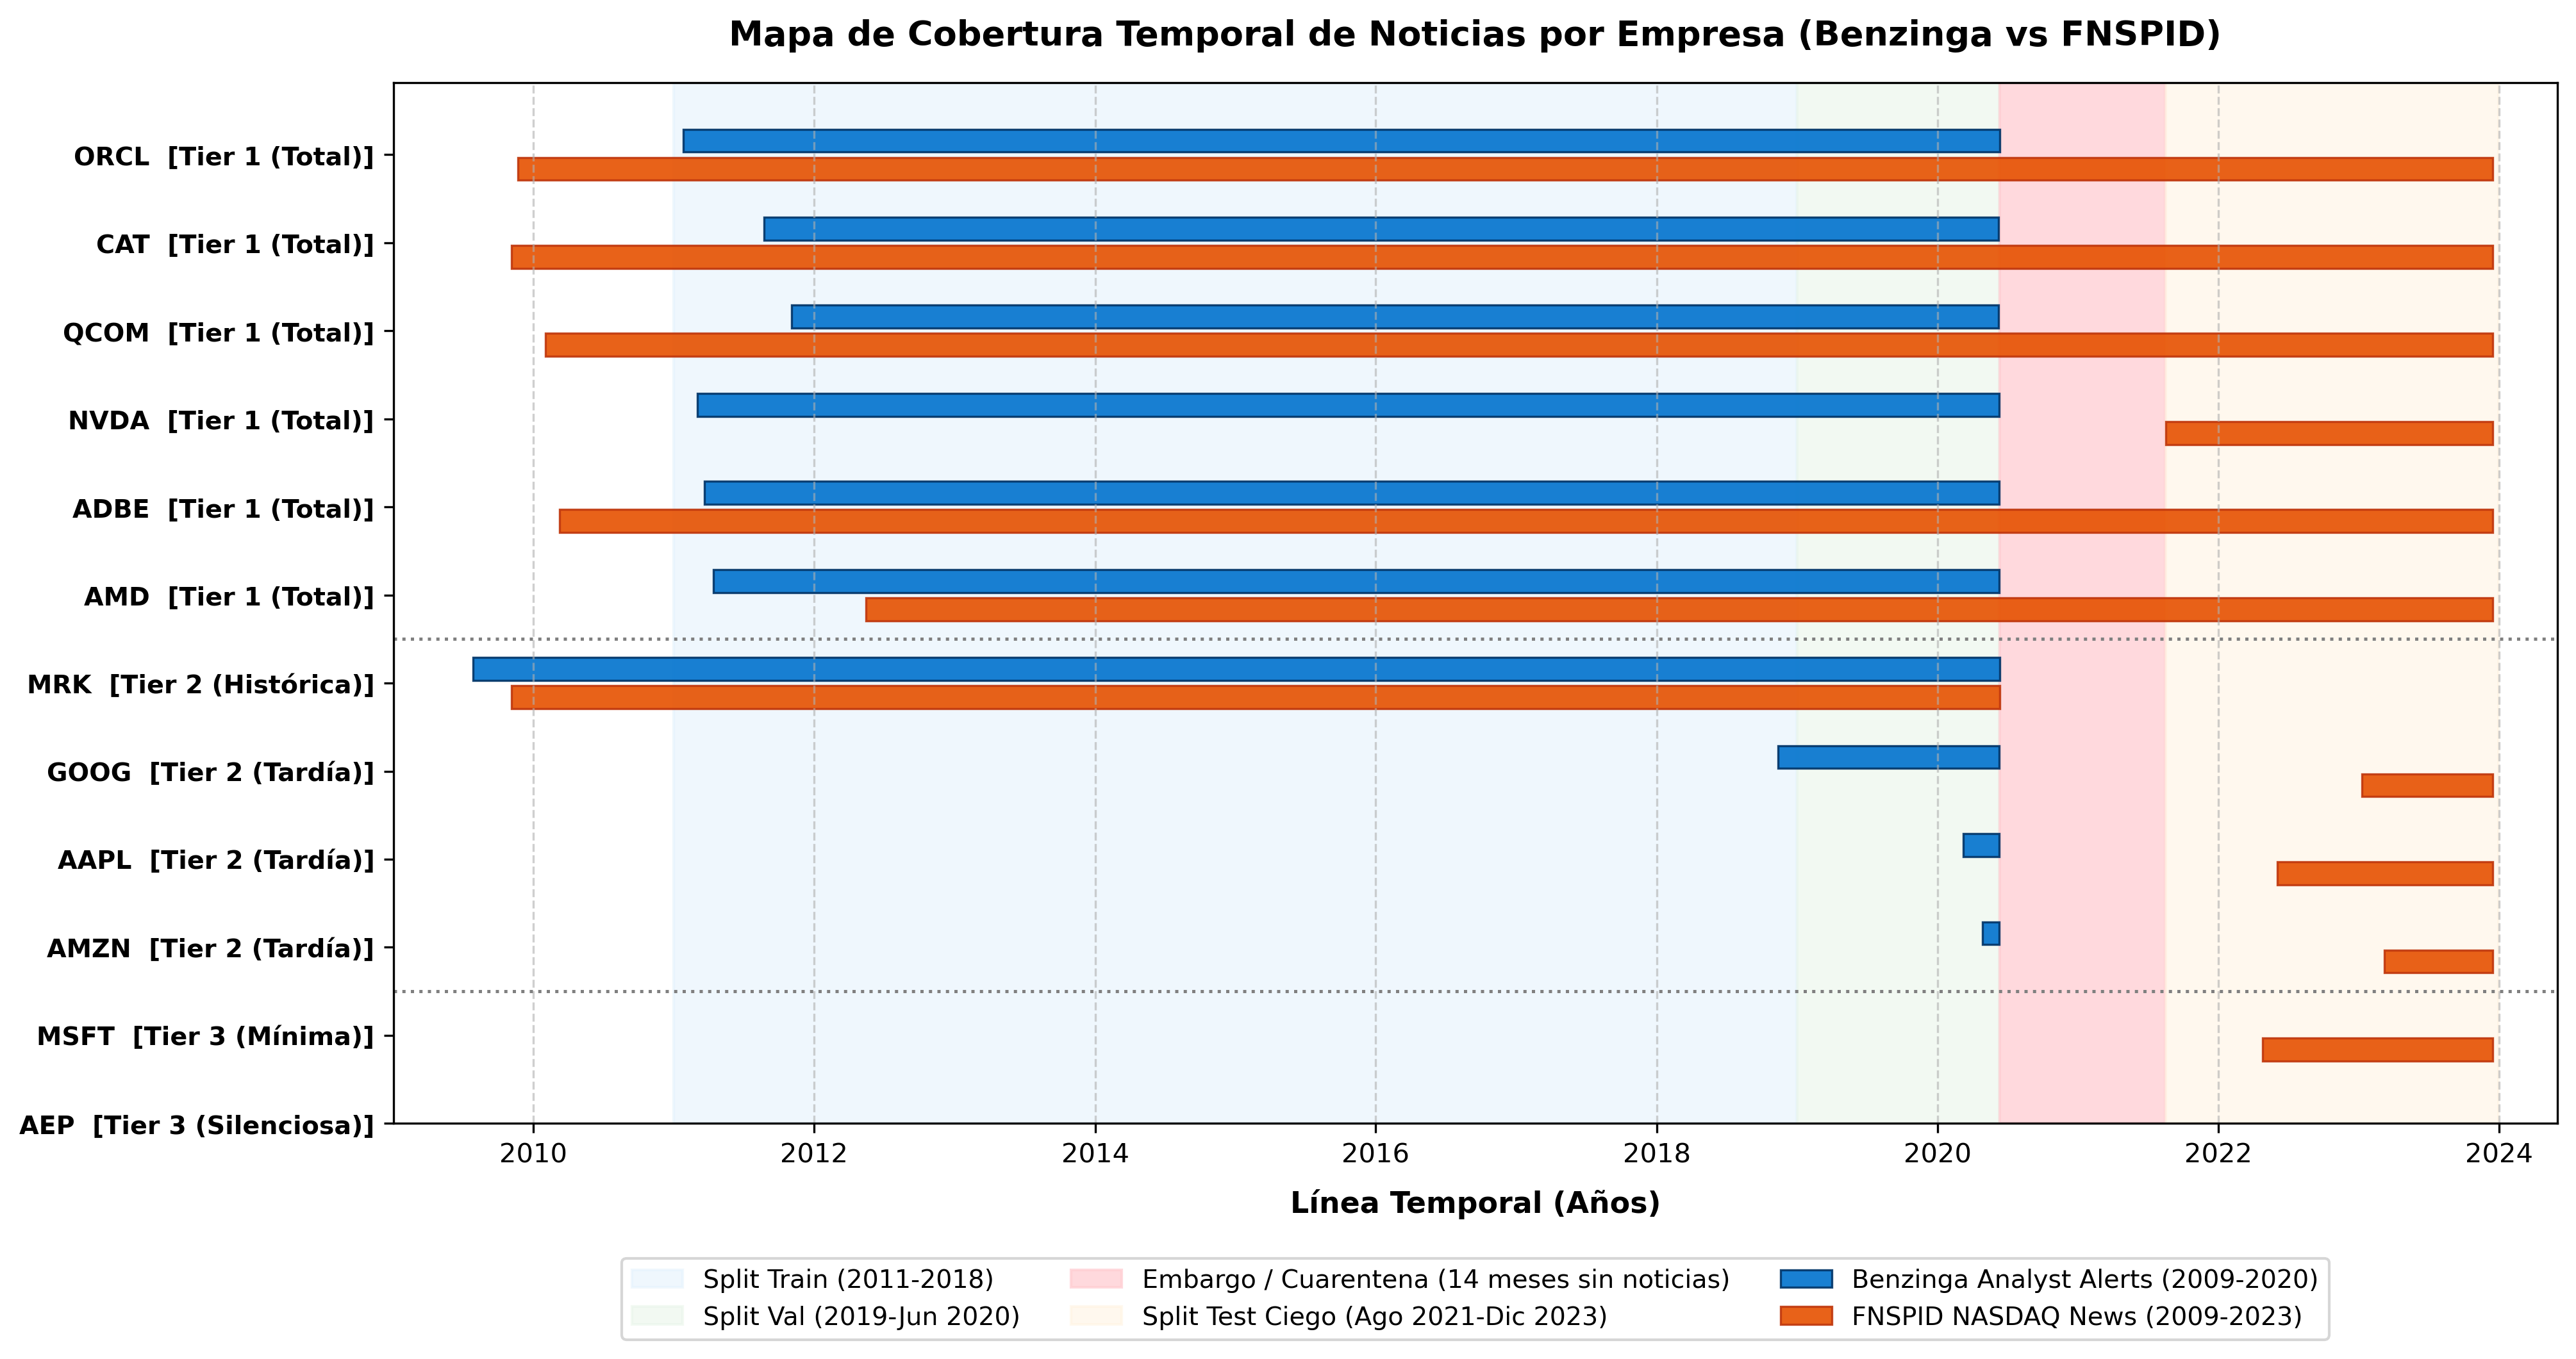 Mapa de Cobertura Temporal de Noticias por Empresa (Benzinga vs FNSPID)
ORCL [Tier 1 (Total)]
CAT [Tier 1 (Total)]
QCOM [Tier 1 (Total)]
NVDA [Tier 1 (Total)]
ADBE [Tier 1 (Total)]
AMD [Tier 1 (Total)]
MRK [Tier 2 (Histórica)]
GOOG [Tier 2 (Tardía)]
AAPL [Tier 2 (Tardía)]
AMZN [Tier 2 (Tardía)]
MSFT [Tier 3 (Mínima)]
AEP [Tier 3 (Silenciosa)]
2010 2012 2014 2016 2018 2020 2022 2024
Línea Temporal (Años)
Split Train (2011-2018)
Split Val (2019-Jun 2020)
Embargo / Cuarentena (14 meses sin noticias)
Split Test Ciego (Ago 2021-Dic 2023)
Benzinga Analyst Alerts (2009-2020)
FNSPID NASDAQ News (2009-2023)